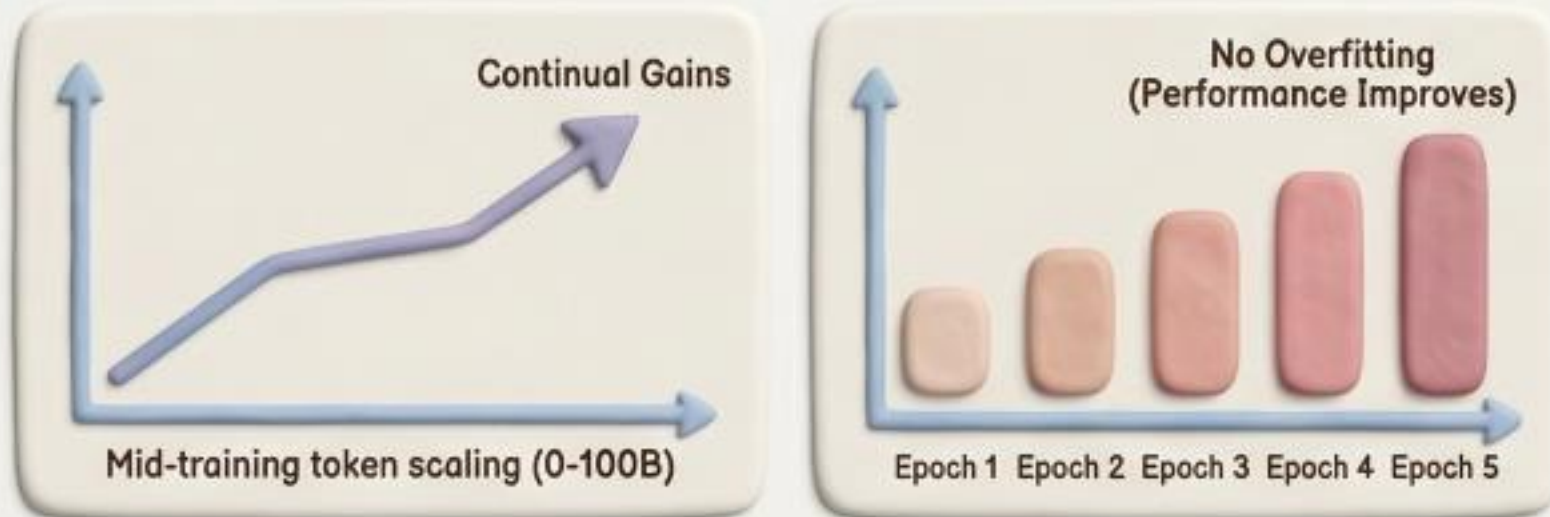 Continual Gains
Mid-training token scaling (0-100B)
No Overfitting
(Performance Improves)
Epoch 1 Epoch 2 Epoch 3 Epoch 4 Epoch 5